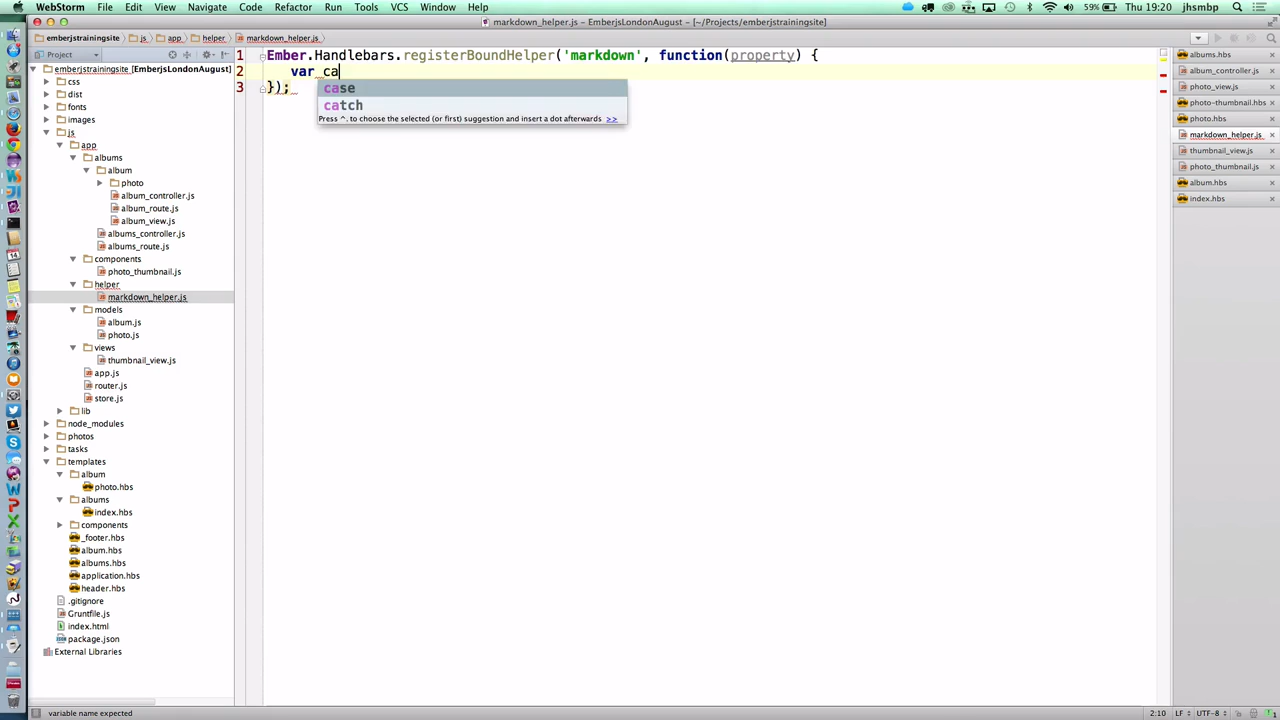 WebStorm File Edit View Navigate Code Refactor Run Tools VCS Window Help 59% Thu 19:20 jhsmbp
markdown_helper.js - EmberjsLondonAugust - [~/Projects/emberjstrainingsite]
emberjstrainingsite js app helper markdown_helper.js
Project
emberjstrainingsite [EmberjsLondonAugust]
css
dist
fonts
images
js
app
albums
album
photo
album_controller.js
album_route.js
album_view.js
albums_controller.js
albums_route.js
components
photo_thumbnail.js
helper
markdown_helper.js
models
album.js
photo.js
views
thumbnail_view.js
app.js
router.js
store.js
lib
node_modules
photos
tasks
templates
album
photo.hbs
albums
index.hbs
components
_footer.hbs
album.hbs
albums.hbs
application.hbs
header.hbs
.gitignore
Gruntfile.js
index.html
package.json
External Libraries
1 Ember.Handlebars.registerBoundHelper('markdown', function(property) {
2 var ca
3 });
case
catch
Press ^. to choose the selected (or first) suggestion and insert a dot afterwards >>
albums.hbs
album_controller.js
photo_view.js
photo-thumbnail.hbs
photo.hbs
markdown_helper.js
thumbnail_view.js
photo_thumbnail.js
album.hbs
index.hbs
variable name expected 2:10 LF UTF-8